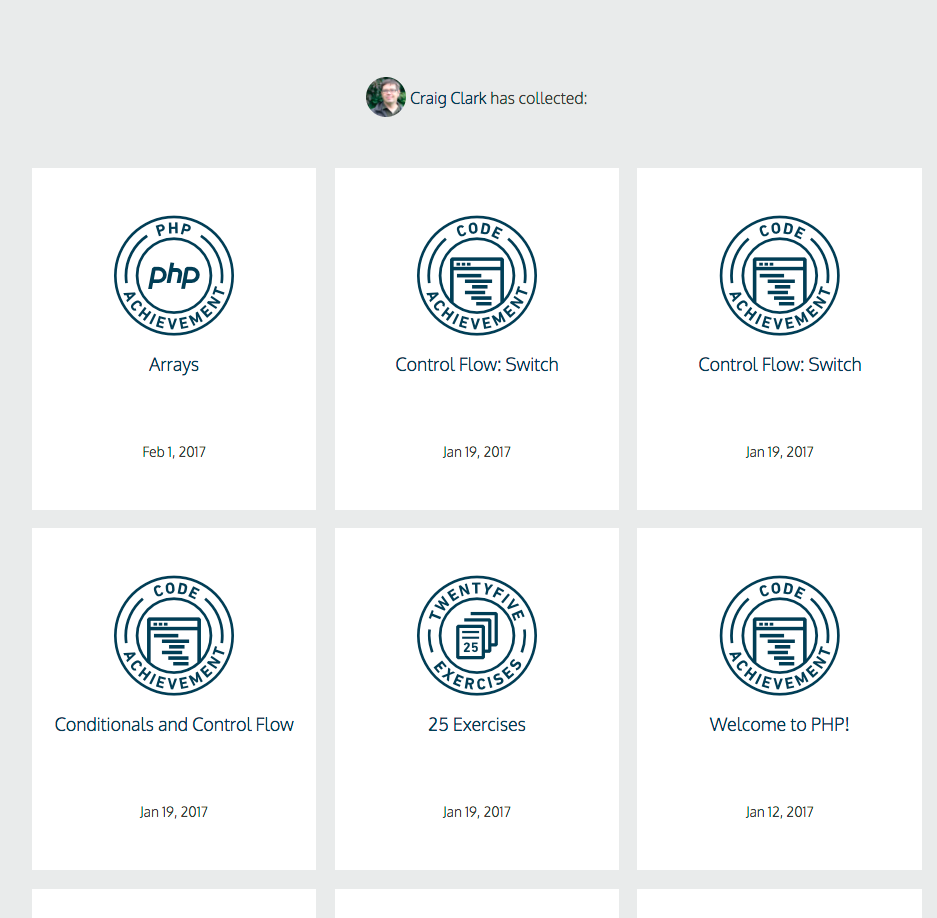 Craig Clark has collected:
PHP
php
ACHIEVEMENT
Arrays
Feb 1, 2017
CODE
ACHIEVEMENT
Control Flow: Switch
Jan 19, 2017
CODE
ACHIEVEMENT
Control Flow: Switch
Jan 19, 2017
CODE
ACHIEVEMENT
Conditionals and Control Flow
Jan 19, 2017
TWENTYFIVE
25
EXERCISES
25 Exercises
Jan 19, 2017
CODE
ACHIEVEMENT
Welcome to PHP!
Jan 12, 2017